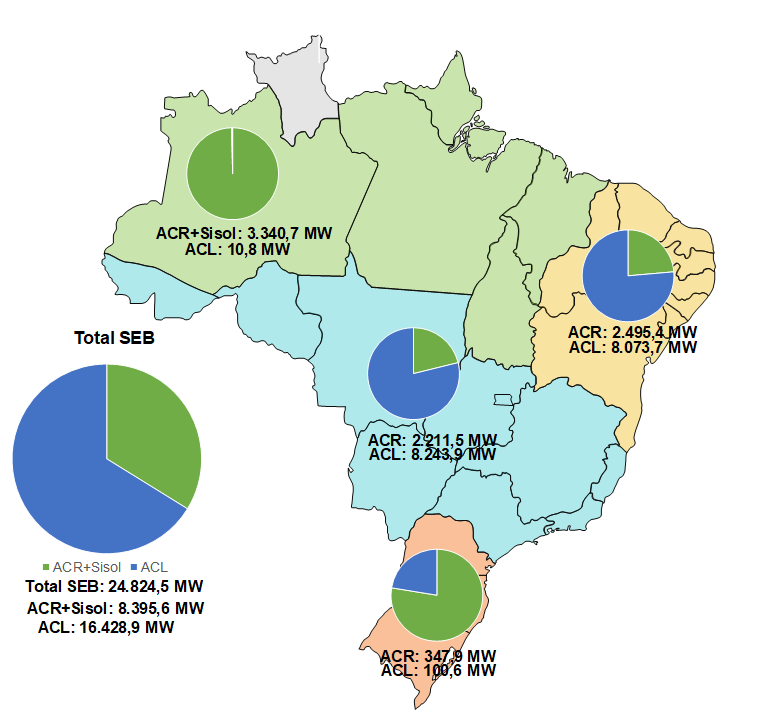 ACR+Sisol: 3.340,7 MW
ACL: 10,8 MW
ACR: 2.495,4 MW
ACL: 8.073,7 MW
Total SEB
ACR: 2.211,5 MW
ACL: 8.243,9 MW
ACR+Sisol ACL
Total SEB: 24.824,5 MW
ACR+Sisol: 8.395,6 MW
ACL: 16.428,9 MW
ACR: 347,9 MW
ACL: 100,6 MW